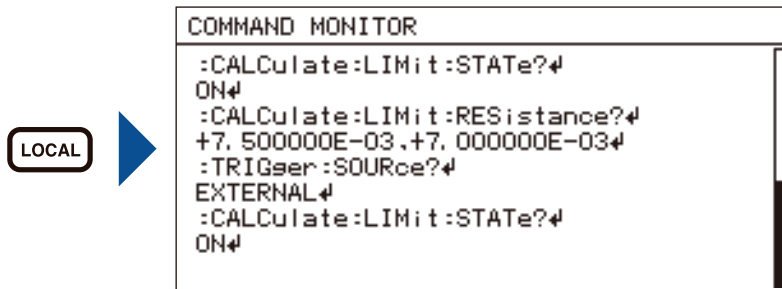 LOCAL
COMMAND MONITOR
:CALCulate:LIMit:STATe?↲
ON↲
:CALCulate:LIMit:RESistance?↲
+7.500000E-03,+7.000000E-03↲
:TRIGger:SOURce?↲
EXTERNAL↲
:CALCulate:LIMit:STATe?↲
ON↲